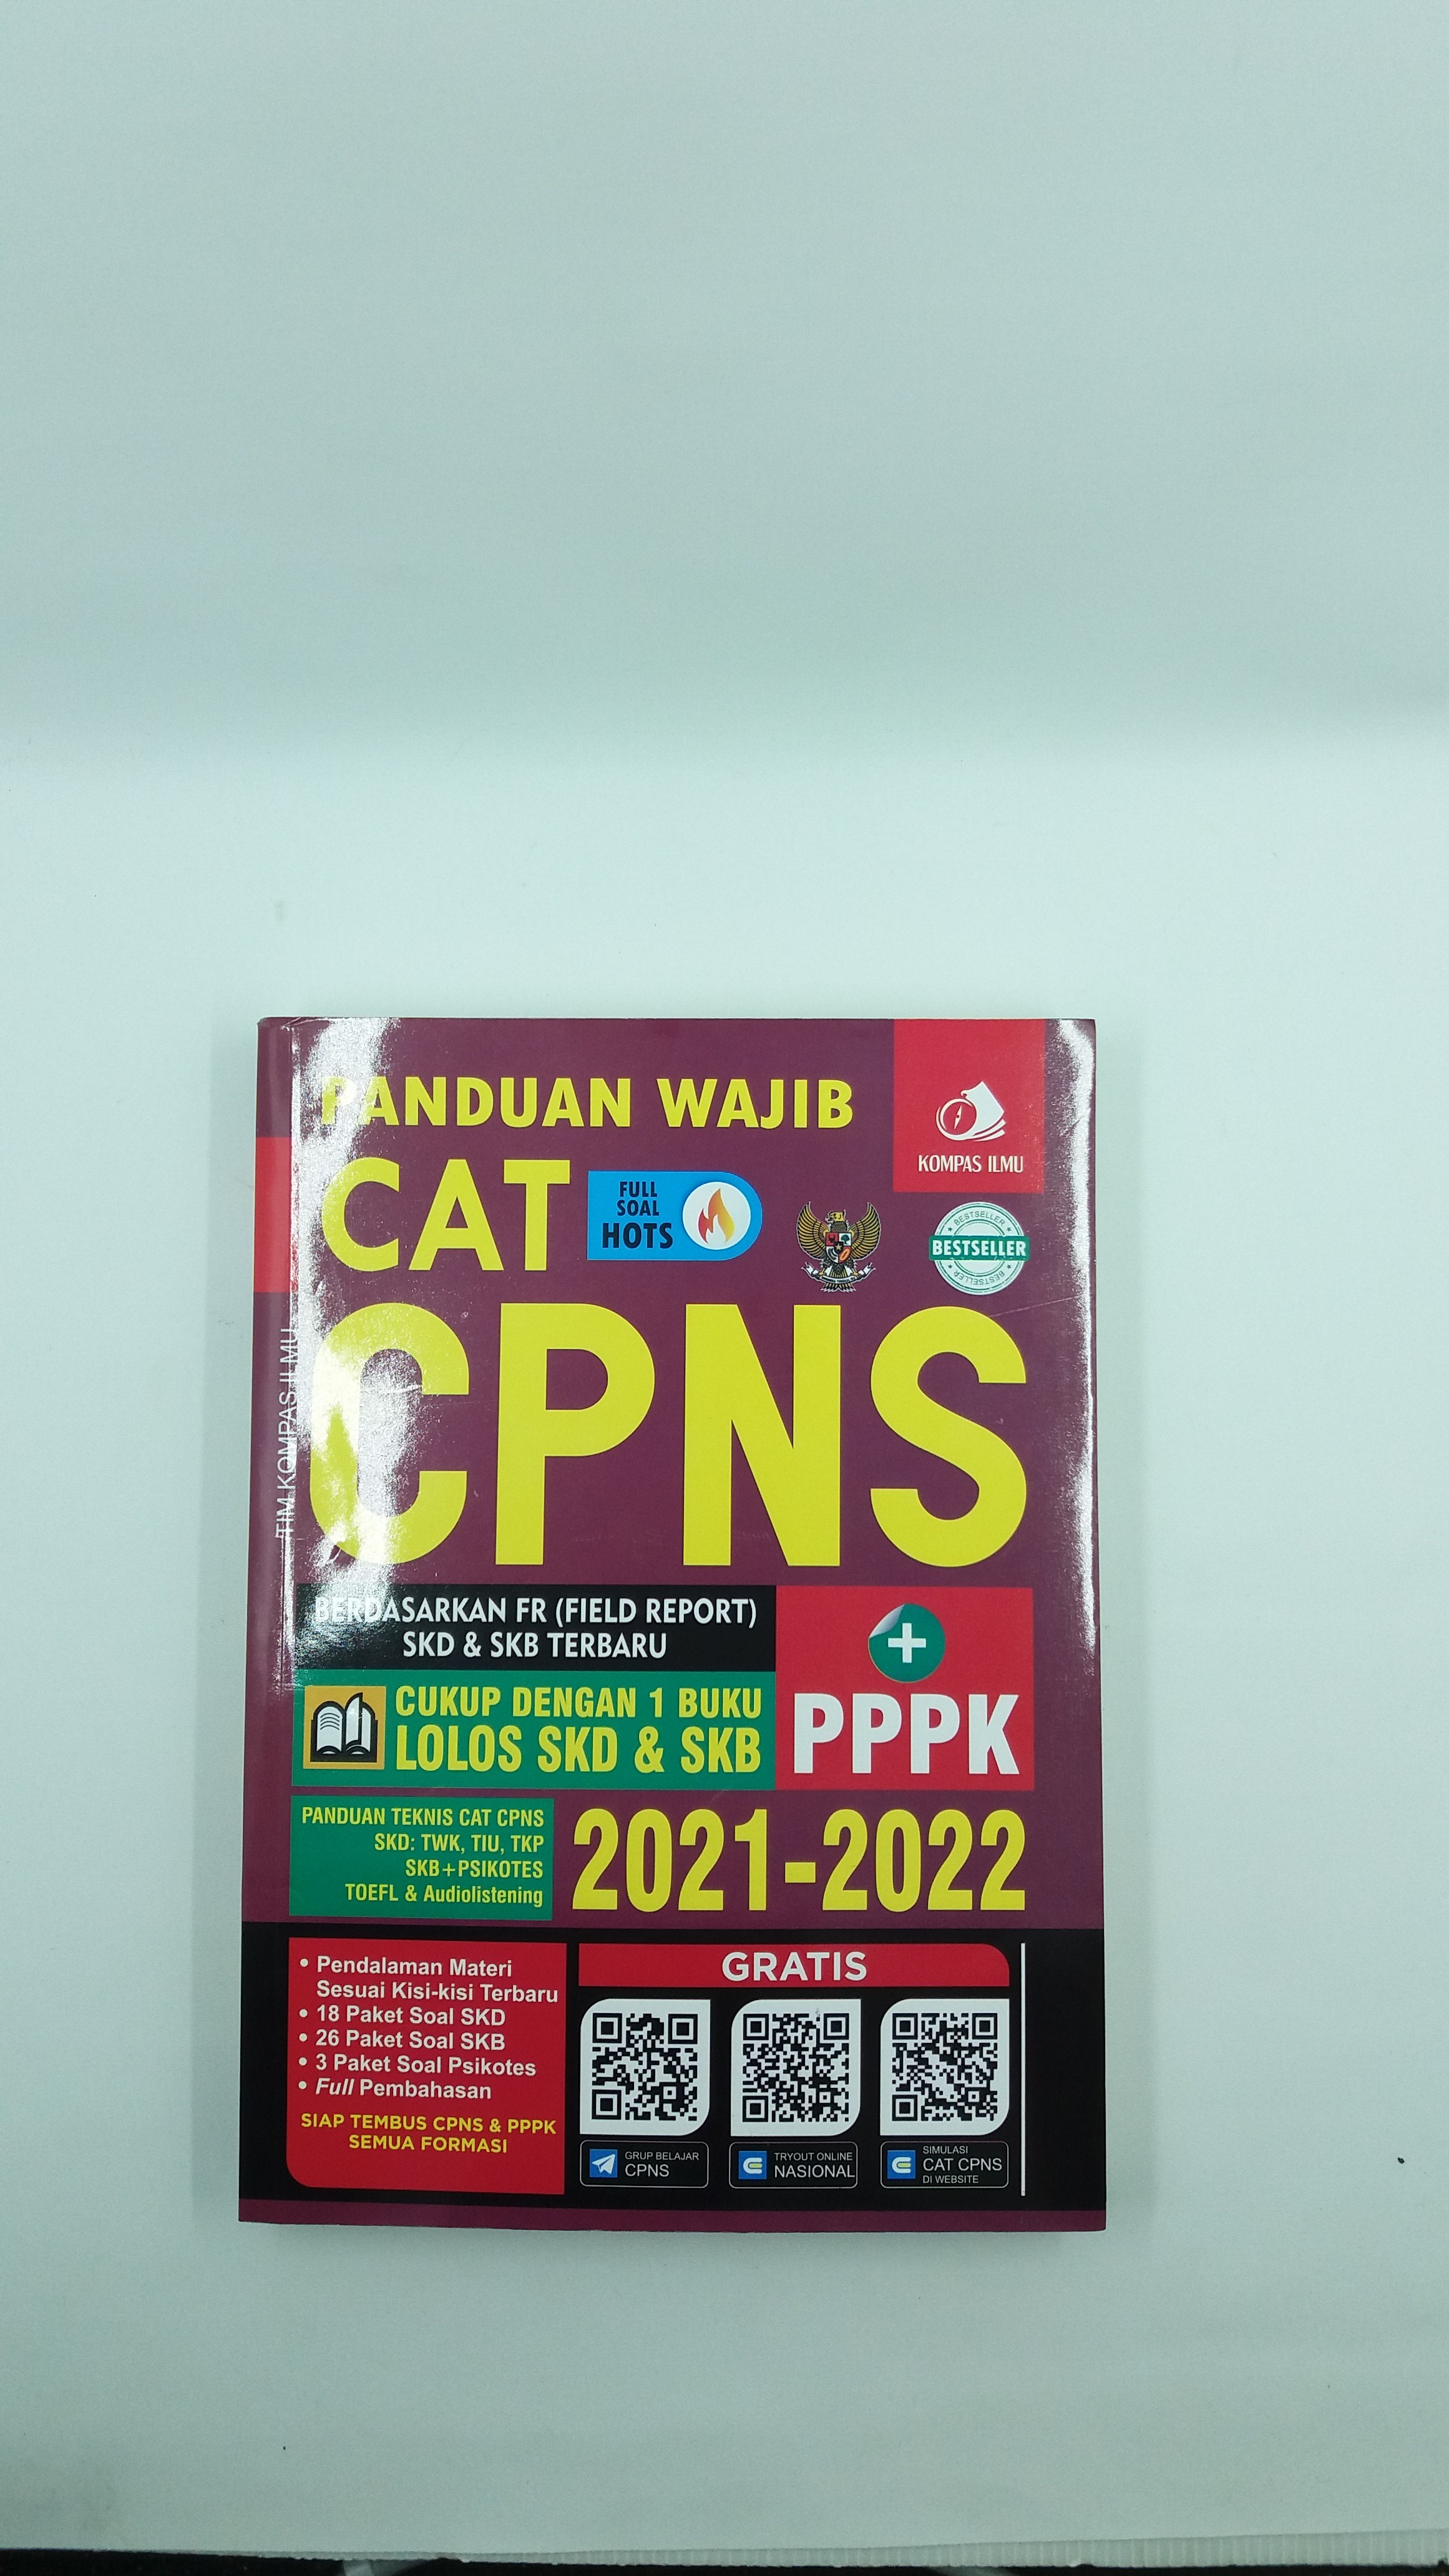 PANDUAN WAJIB
CAT
FULL
SOAL
HOTS
KOMPAS ILMU
BESTSELLER
BESTSELLER
BESTSELLER
CPNS
TIM KOMPAS ILMU
BERDASARKAN FR (FIELD REPORT)
SKD & SKB TERBARU
CUKUP DENGAN 1 BUKU
LOLOS SKD & SKB
+
PPPK
PANDUAN TEKNIS CAT CPNS
SKD: TWK, TIU, TKP
SKB+PSIKOTES
TOEFL & Audiolistening
2021-2022
• Pendalaman Materi
Sesuai Kisi-kisi Terbaru
• 18 Paket Soal SKD
• 26 Paket Soal SKB
• 3 Paket Soal Psikotes
• Full Pembahasan
SIAP TEMBUS CPNS & PPPK
SEMUA FORMASI
GRATIS
GRUP BELAJAR
CPNS
TRYOUT ONLINE
NASIONAL
SIMULASI
CAT CPNS
DI WEBSITE